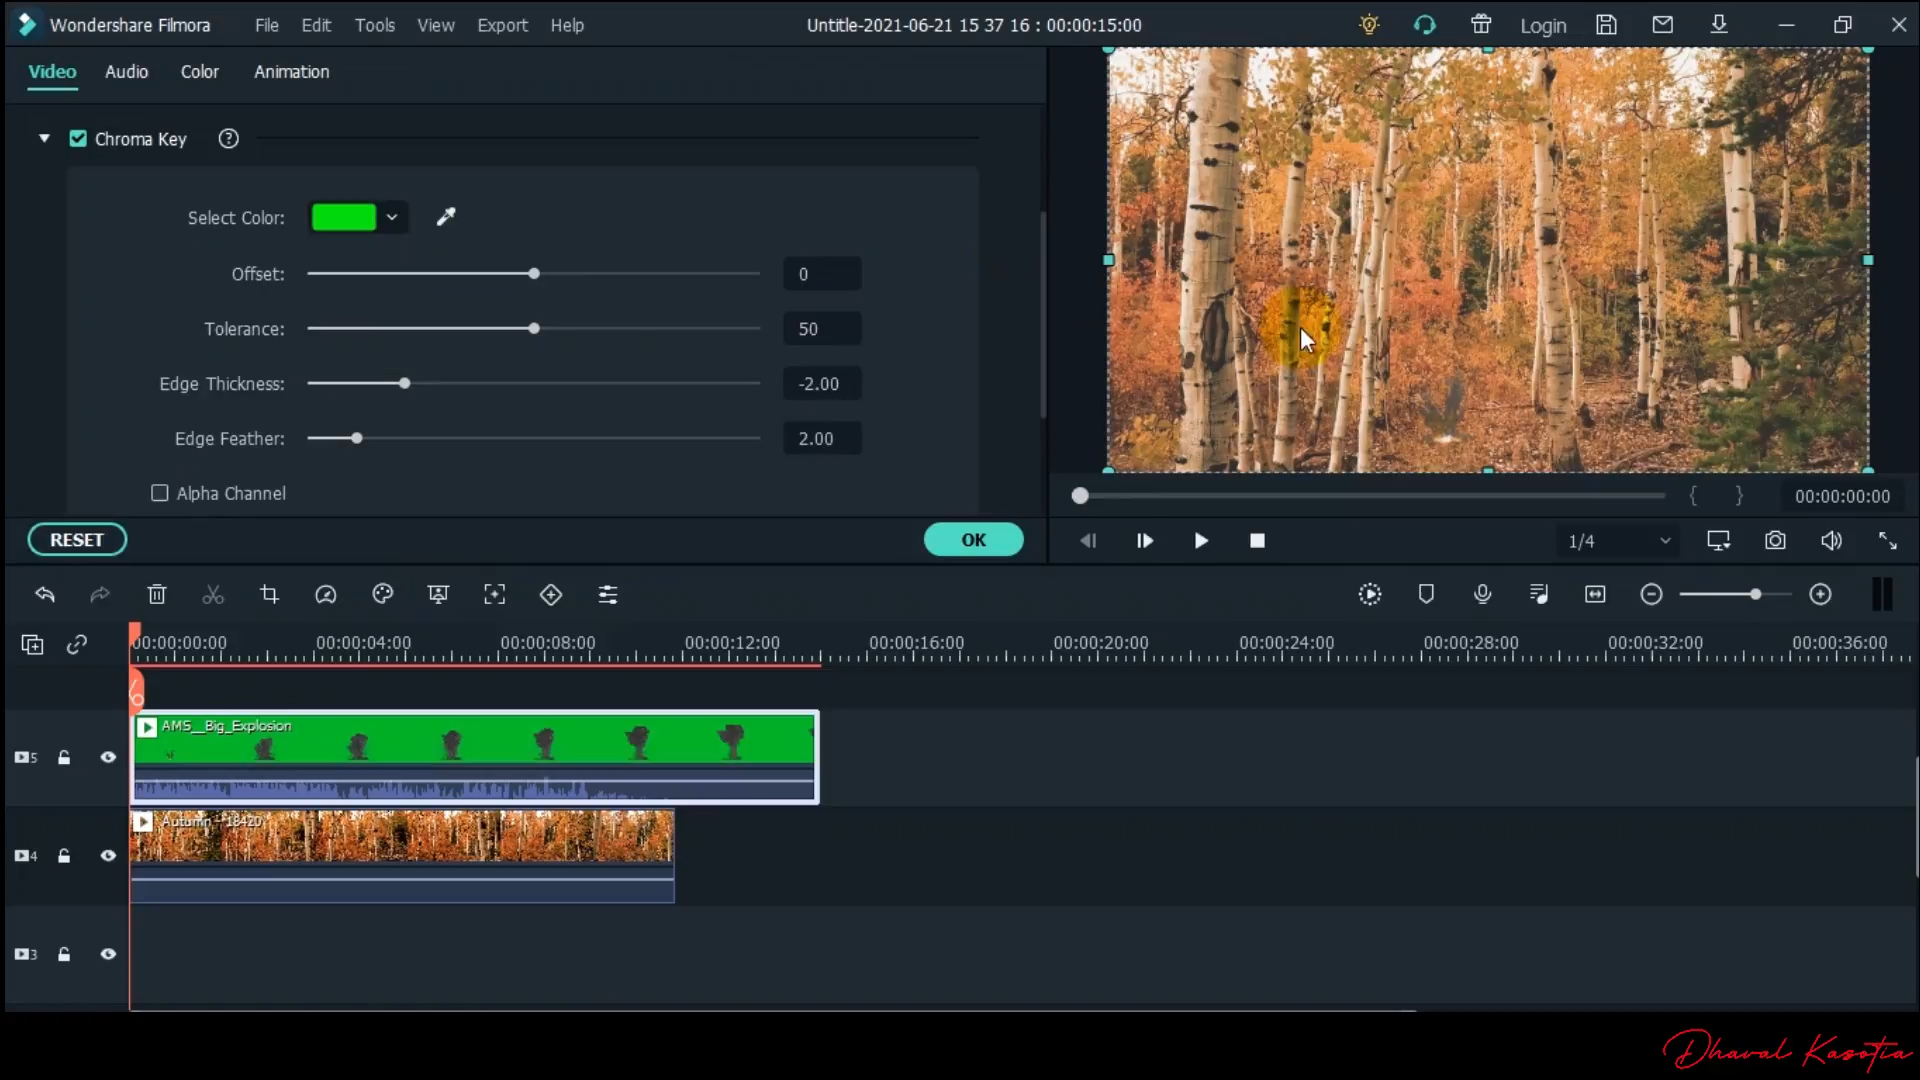 Wondershare Filmora File Edit Tools View Export Help Untitle-2021-06-21 15 37 16 : 00:00:15:00 Login
Video Audio Color Animation
Chroma Key
Select Color:
Offset: 0
Tolerance: 50
Edge Thickness: -2.00
Edge Feather: 2.00
Alpha Channel
{ } 00:00:00:00
RESET OK
1/4
00:00:00:00 00:00:04:00 00:00:08:00 00:00:12:00 00:00:16:00 00:00:20:00 00:00:24:00 00:00:28:00 00:00:32:00 00:00:36:00
AMS__Big_Explosion
5
Autumn - 18420
4
3
Dhaval Kasotia